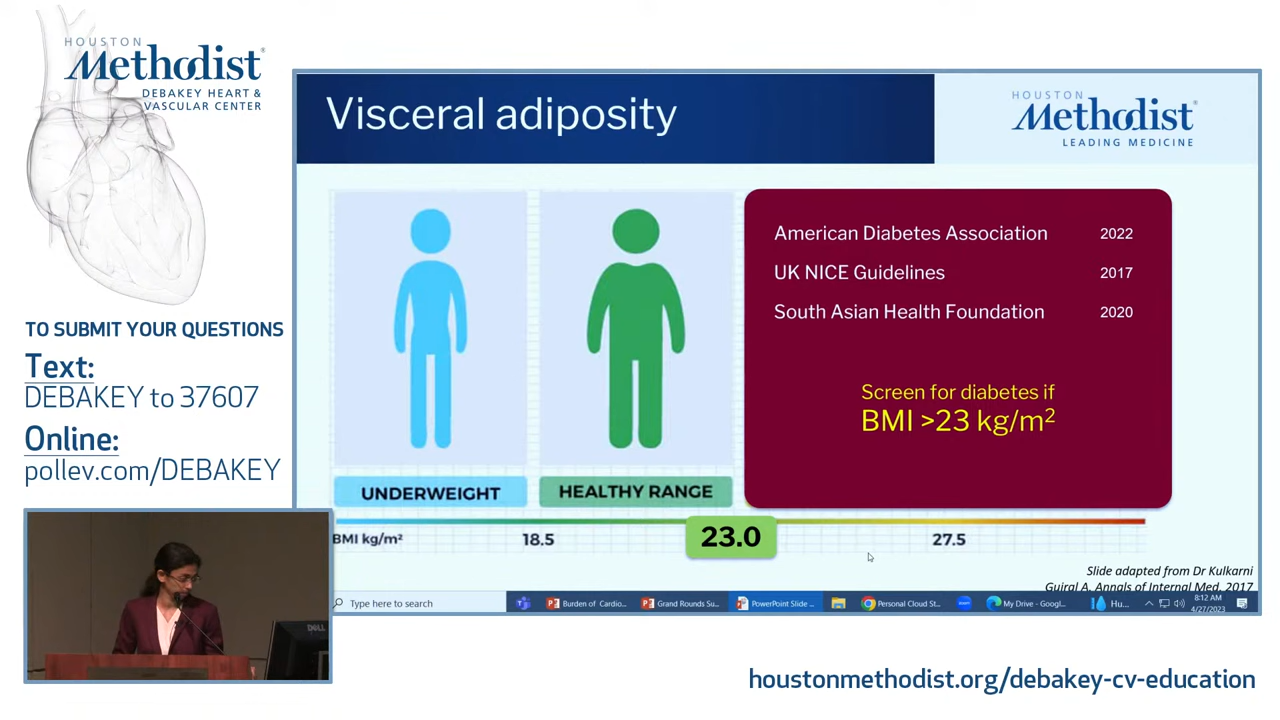 HOUSTON
Methodist
DEBAKEY HEART &
VASCULAR CENTER
TO SUBMIT YOUR QUESTIONS
Text:
DEBAKEY to 37607
Online:
pollev.com/DEBAKEY
Visceral adiposity
HOUSTON
Methodist
LEADING MEDICINE
American Diabetes Association 2022
UK NICE Guidelines 2017
South Asian Health Foundation 2020
Screen for diabetes if
BMI >23 kg/m²
UNDERWEIGHT HEALTHY RANGE
BMI kg/m² 18.5 23.0 27.5
Slide adapted from Dr Kulkarni
Gujral A. Annals of Internal Med. 2017
Type here to search Burden of Cardio... Grand Rounds Su... PowerPoint Slide ... Personal Cloud St... My Drive - Googl... Hu... 8:12 AM
4/27/2023
DELL
houstonmethodist.org/debakey-cv-education